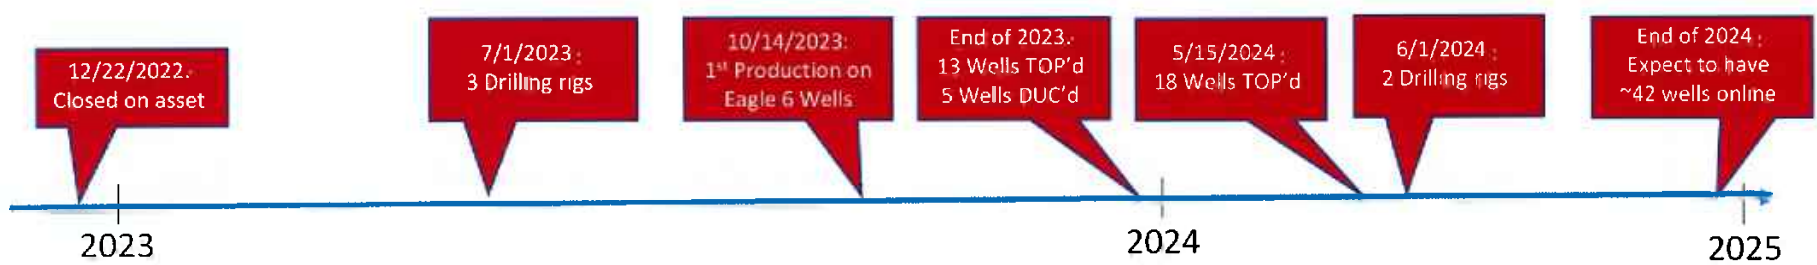 12/22/2022.
Closed on asset
7/1/2023:
3 Drilling rigs
10/14/2023:
1st Production on
Eagle 6 Wells
End of 2023.
13 Wells TOP'd
5 Wells DUC'd
5/15/2024:
18 Wells TOP'd
6/1/2024:
2 Drilling rigs
End of 2024:
Expect to have
~42 wells online
2023
2024
2025